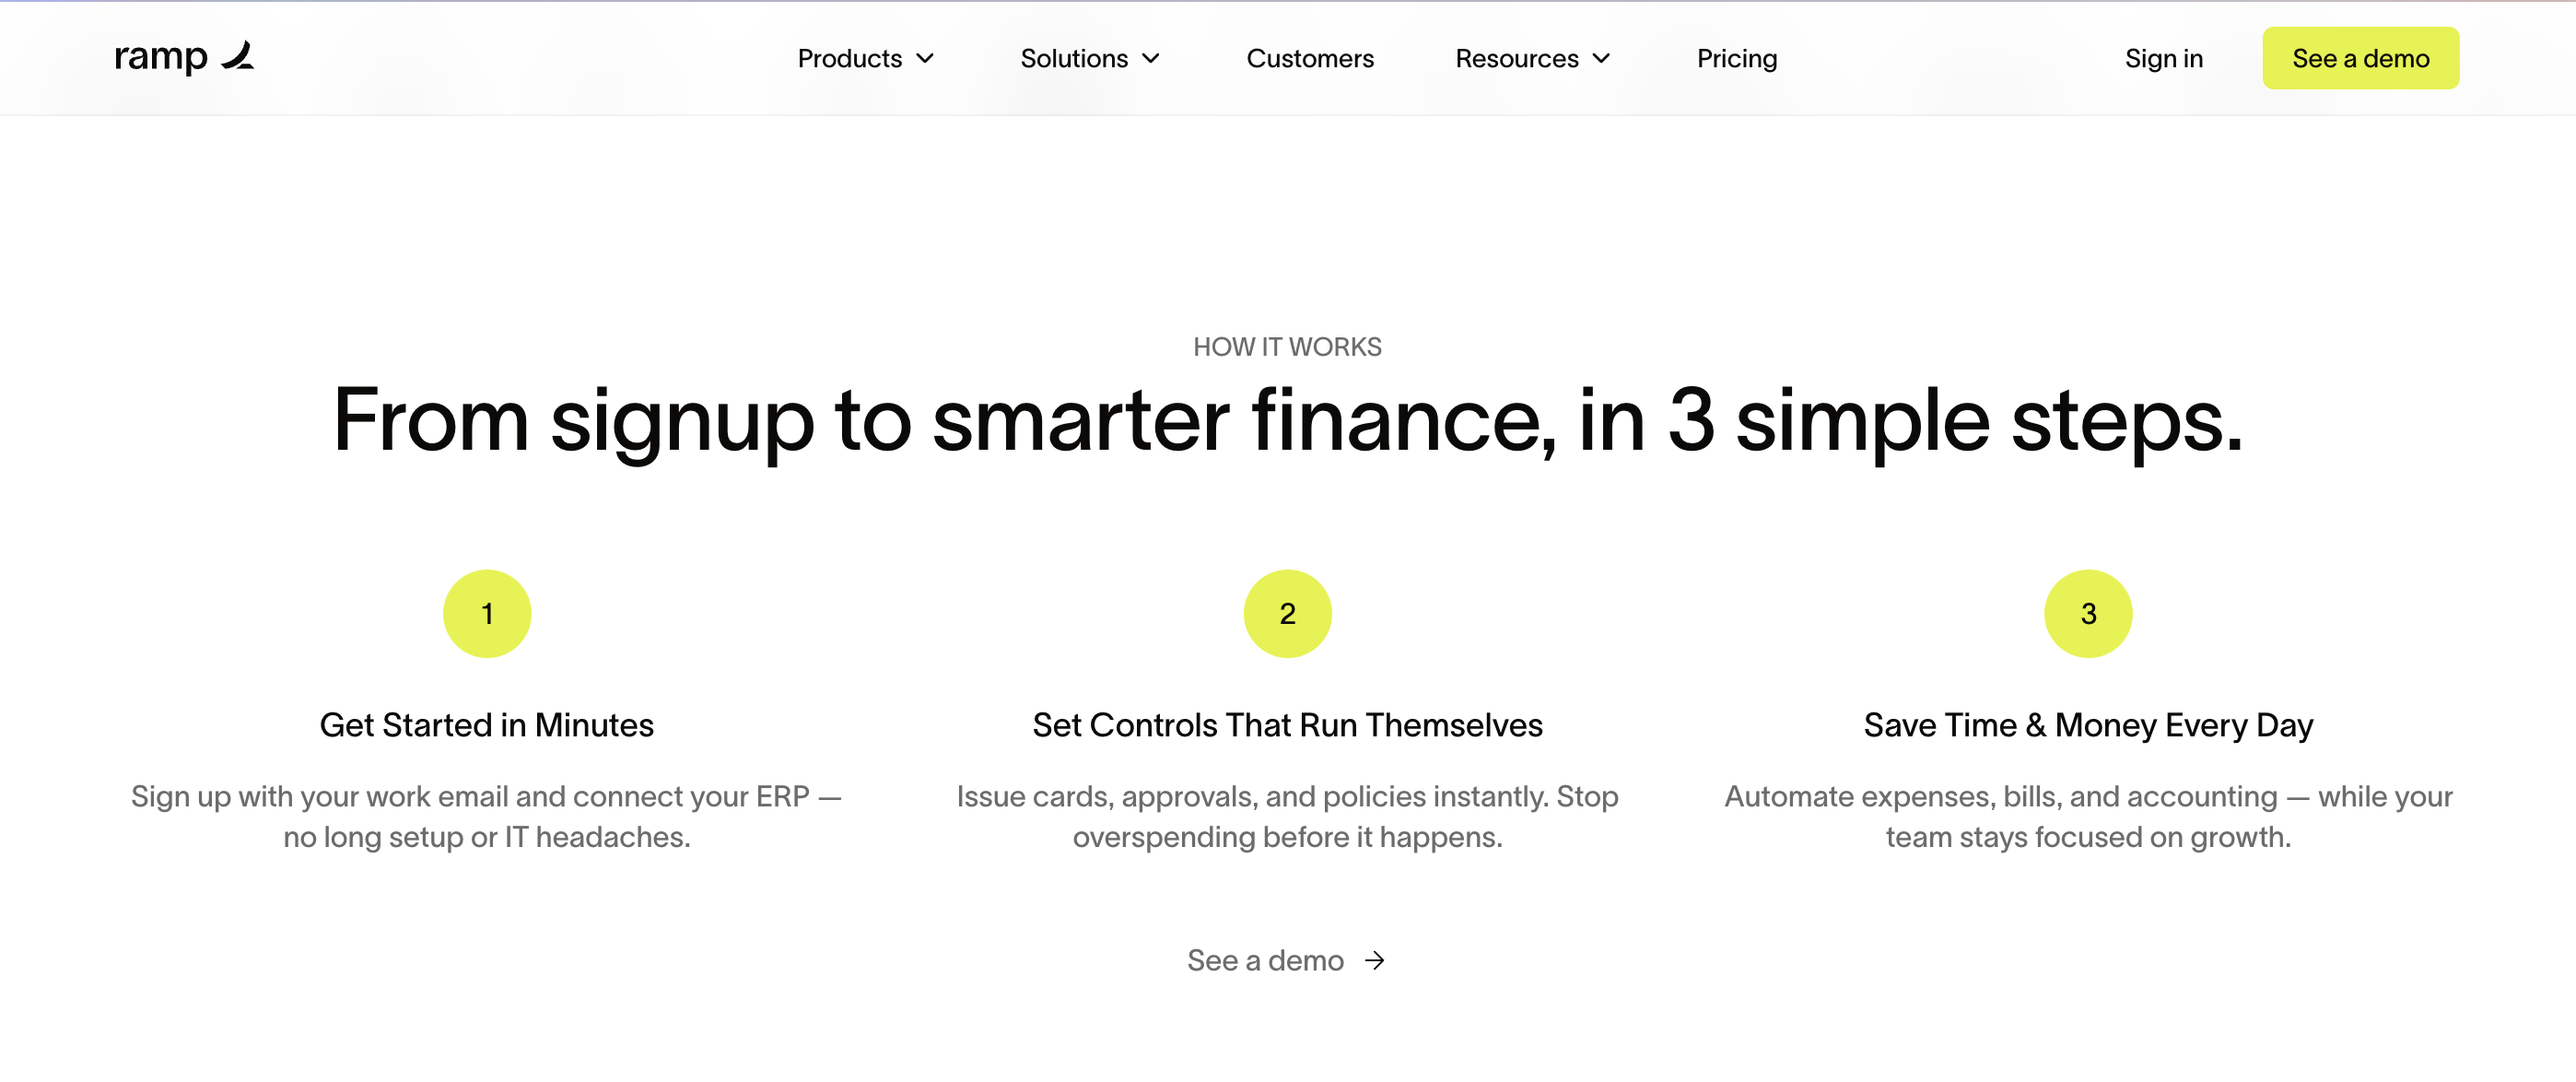 ramp
Products
Solutions
Customers
Resources
Pricing
Sign in
See a demo
HOW IT WORKS
From signup to smarter finance, in 3 simple steps.
1
Get Started in Minutes
Sign up with your work email and connect your ERP —
no long setup or IT headaches.
2
Set Controls That Run Themselves
Issue cards, approvals, and policies instantly. Stop
overspending before it happens.
3
Save Time & Money Every Day
Automate expenses, bills, and accounting — while your
team stays focused on growth.
See a demo →